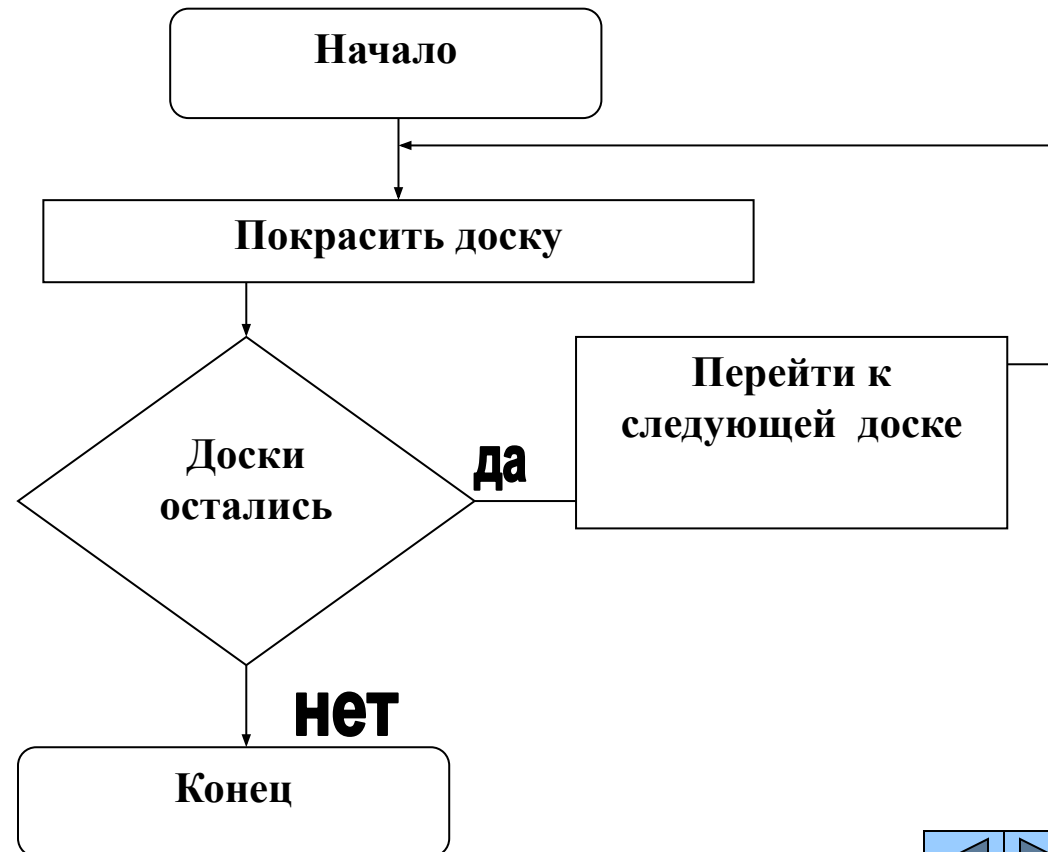 Начало
Покрасить доску
Перейти к
следующей доске
Доски
остались
да
нет
Конец